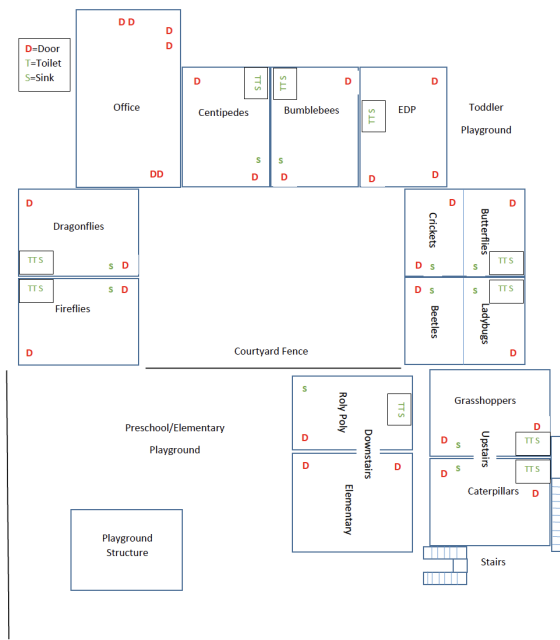 D D
D
D=Door
T=Toilet
S=Sink
D
Office
D
TT S
TT S
D
D
Centipedes
Bumblebees
EDP
TT S
Toddler
Playground
S
S
DD
D
D
D
D
D
Dragonflies
TT S
S
D
D
D
Crickets
Butterflies
D
S
S
TT S
TT S
Fireflies
S
D
D
D
S
S
TT S
Beetles
Ladybugs
D
Courtyard Fence
S
Roly Poly
TT S
D
Downstairs
D
D
Elementary
Grasshoppers
D
D
S
TT S
Upstairs
D
S
TT S
Caterpillars
D
Preschool/Elementary
Playground
Playground
Structure
Stairs